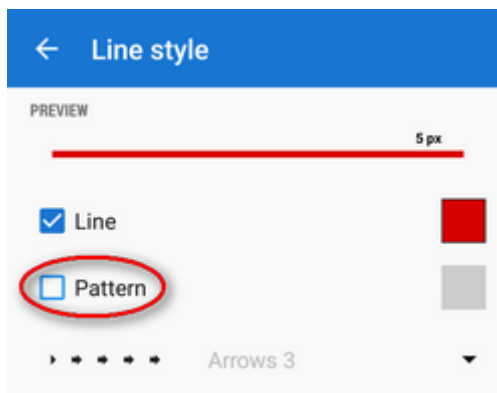 Line style
PREVIEW
5 px
Line
Pattern
Arrows 3